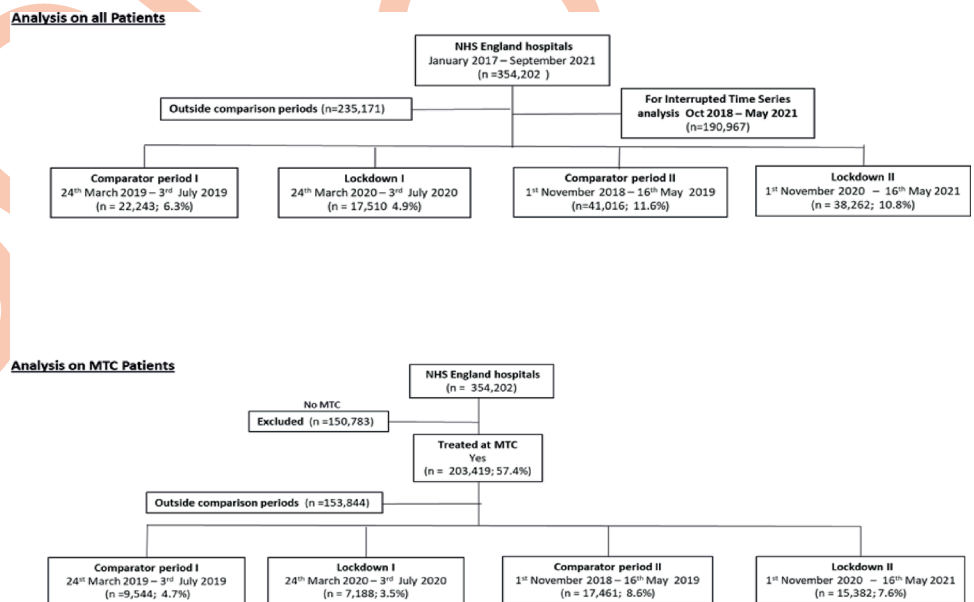 Analysis on all Patients
NHS England hospitals
January 2017 – September 2021
(n =354,202 )
Outside comparison periods (n=235,171)
For Interrupted Time Series
analysis Oct 2018 – May 2021
(n=190,967)
Comparator period I
24th March 2019 – 3rd July 2019
(n = 22,243; 6.3%)
Lockdown I
24th March 2020 – 3rd July 2020
(n = 17,510 4.9%)
Comparator period II
1st November 2018 – 16th May 2019
(n=41,016; 11.6%)
Lockdown II
1st November 2020 – 16th May 2021
(n = 38,262; 10.8%)
Analysis on MTC Patients
NHS England hospitals
(n = 354,202)
No MTC
Excluded (n =150,783)
Treated at MTC
Yes
(n = 203,419; 57.4%)
Outside comparison periods (n =153,844)
Comparator period I
24st March 2019 – 3rd July 2019
(n =9,544; 4.7%)
Lockdown I
24th March 2020 – 3rd July 2020
(n = 7,188; 3.5%)
Comparator period II
1st November 2018 – 16th May 2019
(n = 17,461; 8.6%)
Lockdown II
1st November 2020 – 16th May 2021
(n = 15,382; 7.6%)